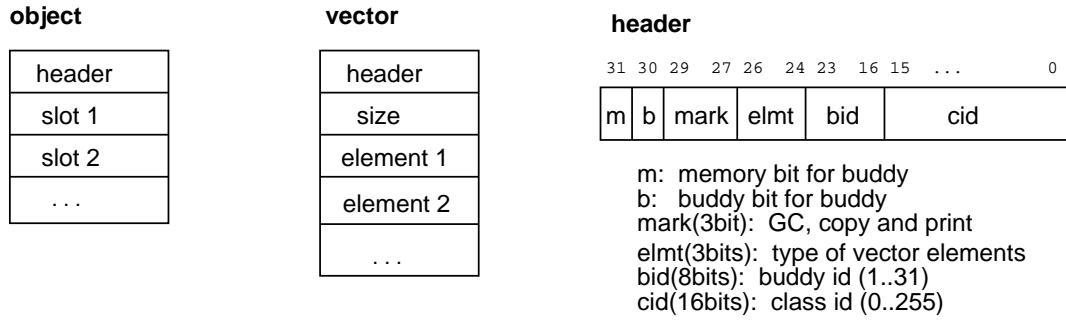 object
header
slot 1
slot 2
. . .
vector
header
size
element 1
element 2
. . .
header
31 30 29 27 26 24 23 16 15 ... 0
m b mark elmt bid cid
m: memory bit for buddy
b: buddy bit for buddy
mark(3bit): GC, copy and print
elmt(3bits): type of vector elements
bid(8bits): buddy id (1..31)
cid(16bits): class id (0..255)